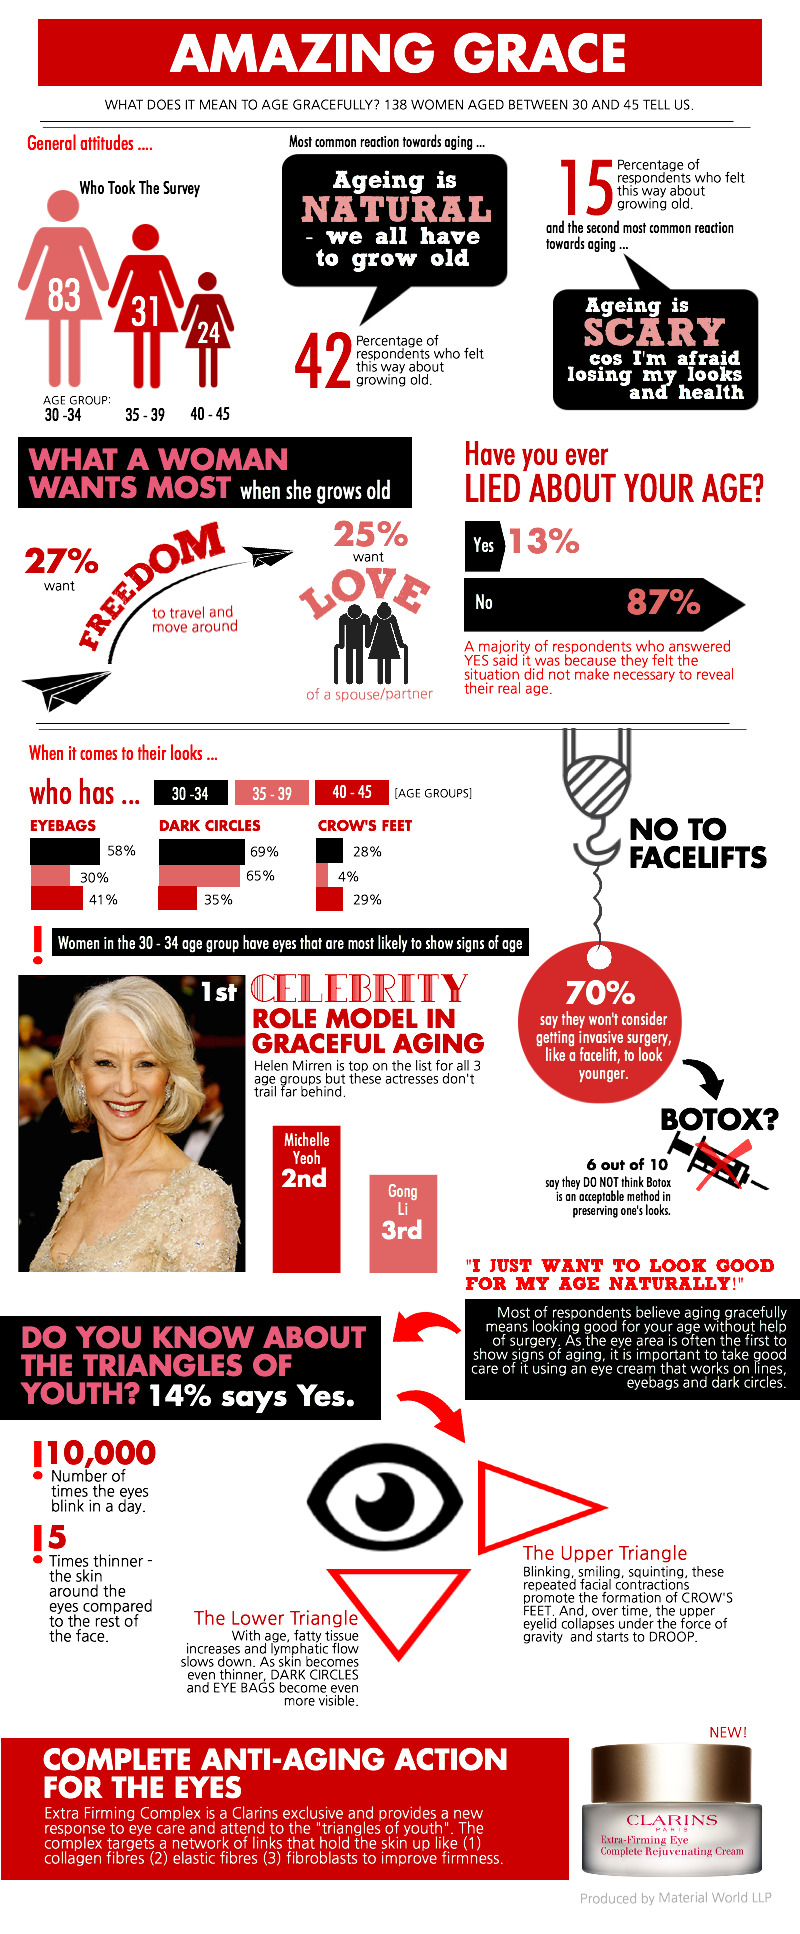 AMAZING GRACE
WHAT DOES IT MEAN TO AGE GRACEFULLY? 138 WOMEN AGED BETWEEN 30 AND 45 TELL US.
General attitudes ....
Who Took The Survey
83
31
24
AGE GROUP:
30 -34
35 - 39
40 - 45
Most common reaction towards aging ...
Ageing is
NATURAL
- we all have
to grow old
42
Percentage of
respondents who felt
this way about
growing old.
15
Percentage of
respondents who felt
this way about
growing old.
and the second most common reaction
towards aging ...
Ageing is
SCARY
cos I'm afraid
losing my looks
and health
WHAT A WOMAN
WANTS MOST when she grows old
27%
want
FREEDOM
to travel and
move around
25%
want
LOVE
of a spouse/partner
Have you ever
LIED ABOUT YOUR AGE?
Yes 13%
No 87%
A majority of respondents who answered
YES said it was because they felt the
situation did not make necessary to reveal
their real age.
When it comes to their looks ...
who has ... 30 -34 35 - 39 40 - 45 [AGE GROUPS]
EYEBAGS
58%
30%
41%
DARK CIRCLES
69%
65%
35%
CROW'S FEET
28%
4%
29%
! Women in the 30 - 34 age group have eyes that are most likely to show signs of age
NO TO
FACELIFTS
70%
say they won't consider
getting invasive surgery,
like a facelift, to look
younger.
BOTOX?
6 out of 10
say they DO NOT think Botox
is an acceptable method in
preserving one's looks.
1st
CELEBRITY
ROLE MODEL IN
GRACEFUL AGING
Helen Mirren is top on the list for all 3
age groups but these actresses don't
trail far behind.
Michelle
Yeoh
2nd
Gong
Li
3rd
"I JUST WANT TO LOOK GOOD
FOR MY AGE NATURALLY!"
Most of respondents believe aging gracefully
means looking good for your age without help
of surgery. As the eye area is often the first to
show signs of aging, it is important to take good
care of it using an eye cream that works on lines,
eyebags and dark circles.
DO YOU KNOW ABOUT
THE TRIANGLES OF
YOUTH? 14% says Yes.
! 10,000
Number of
times the eyes
blink in a day.
! 5
Times thinner -
the skin
around the
eyes compared
to the rest of
the face.
The Upper Triangle
Blinking, smiling, squinting, these
repeated facial contractions
promote the formation of CROW'S
FEET. And, over time, the upper
eyelid collapses under the force of
gravity and starts to DROOP.
The Lower Triangle
With age, fatty tissue
increases and lymphatic flow
slows down. As skin becomes
even thinner, DARK CIRCLES
and EYE BAGS become even
more visible.
COMPLETE ANTI-AGING ACTION
FOR THE EYES
Extra Firming Complex is a Clarins exclusive and provides a new
response to eye care and attend to the "triangles of youth". The
complex targets a network of links that hold the skin up like (1)
collagen fibres (2) elastic fibres (3) fibroblasts to improve firmness.
NEW!
CLARINS
PARIS
Extra-Firming Eye
Complete Rejuvenating Cream
Produced by Material World LLP